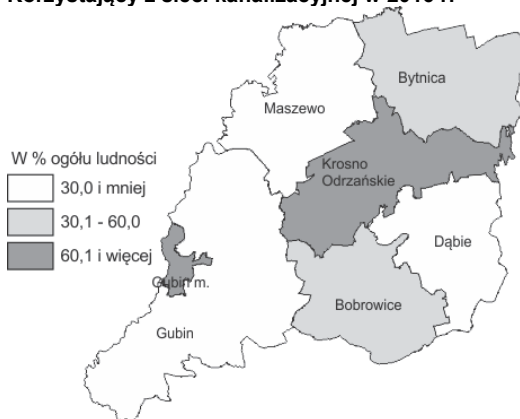 Korzystający z sieci kanalizacyjnej w 2016 r.
Bytnica
Maszewo
W % ogółu ludności
30,0 i mniej
30,1 - 60,0
60,1 i więcej
Krosno
Odrzańskie
Dąbie
Gubin m.
Bobrowice
Gubin